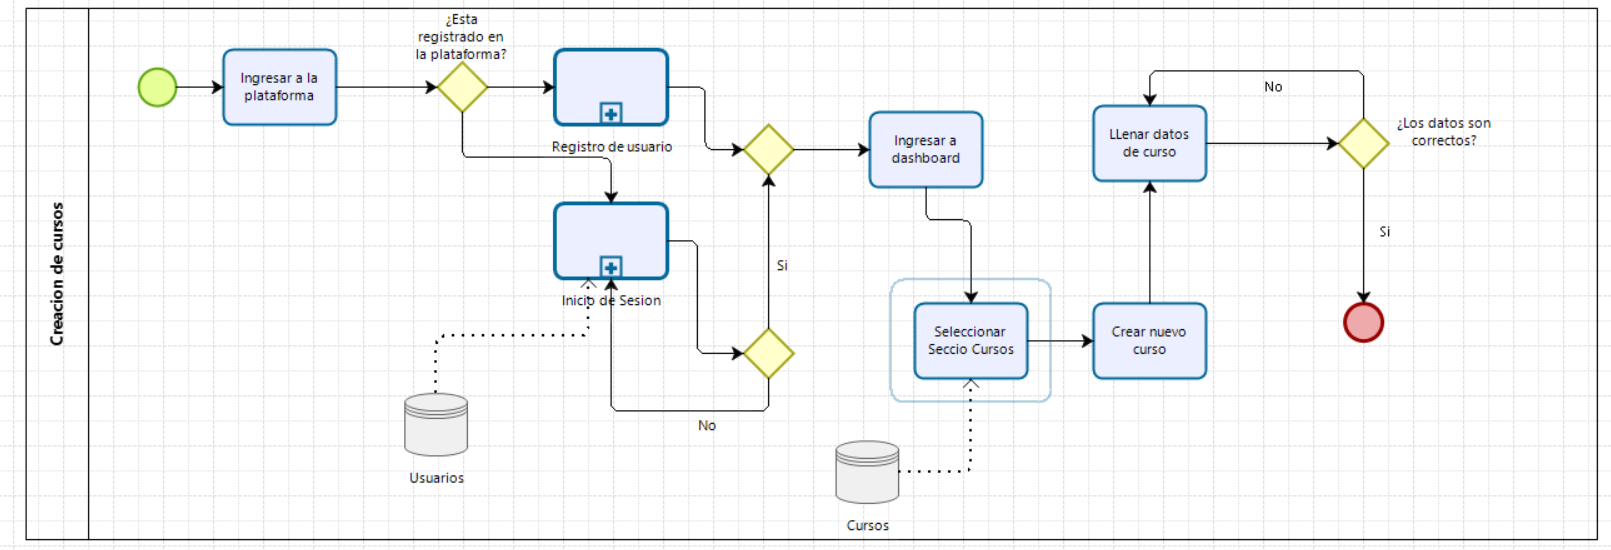 Creacion de cursos
Ingresar a la
plataforma
¿Esta
registrado en
la plataforma?
Registro de usuario
Inicio de Sesion
Usuarios
Si
No
Ingresar a
dashboard
Seleccionar
Seccio Cursos
Cursos
Crear nuevo
curso
LLenar datos
de curso
No
¿Los datos son
correctos?
Si